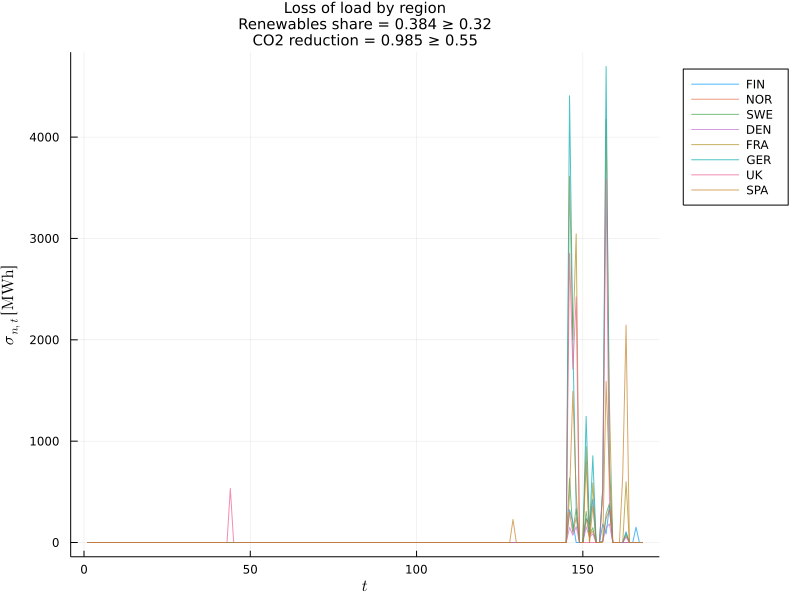 Loss of load by region
Renewables share = 0.384 ≥ 0.32
CO2 reduction = 0.985 ≥ 0.55
FIN
NOR
SWE
DEN
FRA
GER
UK
SPA
4000
3000
2000
1000
0
σn,t [MWh]
0 50 100 150
t